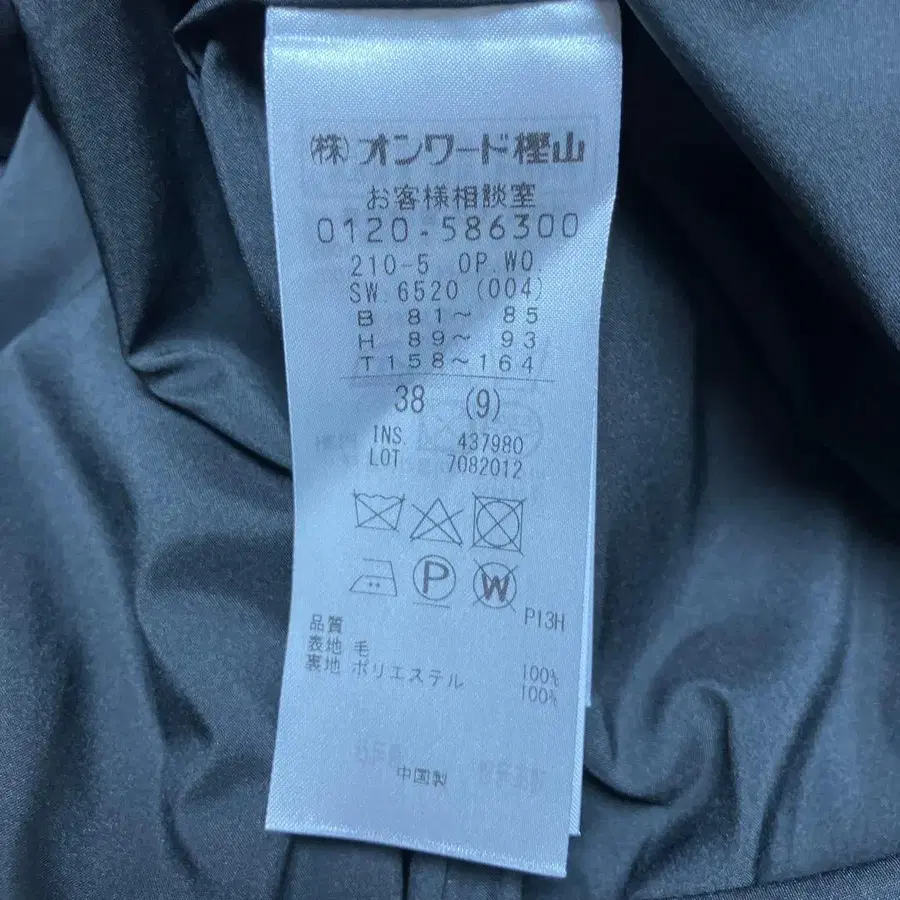 (株)オンワード樫山
お客様相談室
0120-586300
210-5 OP.WO.
SW.6520 (004)
B 81~ 85
H 89~ 93
T158~164
38 (9)
INS. 437980
LOT 7082012
P
W
P13H
品質
表地 毛 100%
裏地 ポリエステル 100%
中国製